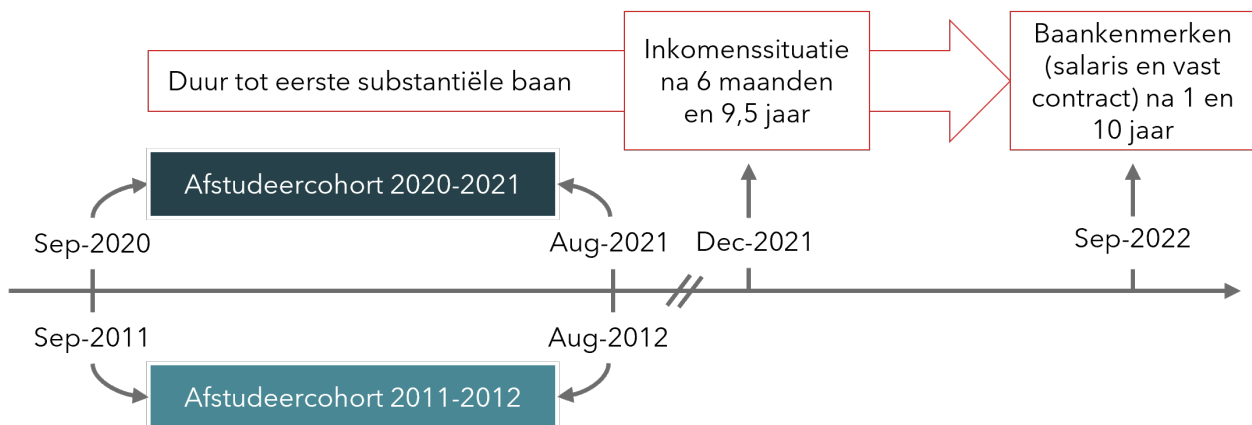 Duur tot eerste substantiële baan
Inkomenssituatie
na 6 maanden
en 9,5 jaar
Baankenmerken
(salaris en vast
contract) na 1 en
10 jaar
Afstudeercohort 2020-2021
Sep-2020
Aug-2021
Dec-2021
Sep-2022
Sep-2011
Aug-2012
Afstudeercohort 2011-2012